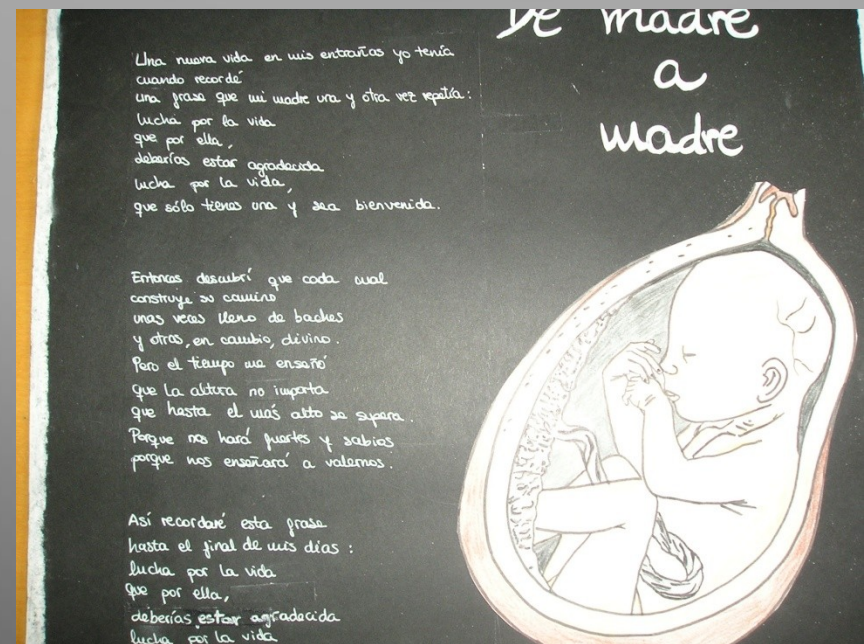 De madre
a
madre
Una nueva vida en mis entrañas yo tenía
cuando recordé
una frase que mi madre una y otra vez repetía:
lucha por la vida
que por ella,
deberías estar agradecida
lucha por la vida,
que sólo tienes una y sea bienvenida.
Entonces descubrí que cada cual
construye su camino
unas veces lleno de baches
y otras, en cambio, divino.
Pero el tiempo me enseñó
que la altura no importa
que hasta el más alto se supera.
Porque nos hará fuertes y sabios
porque nos enseñará a valernos.
Así recordaré esta frase
hasta el final de mis días:
lucha por la vida
que por ella,
deberías estar agradecida
lucha por la vida